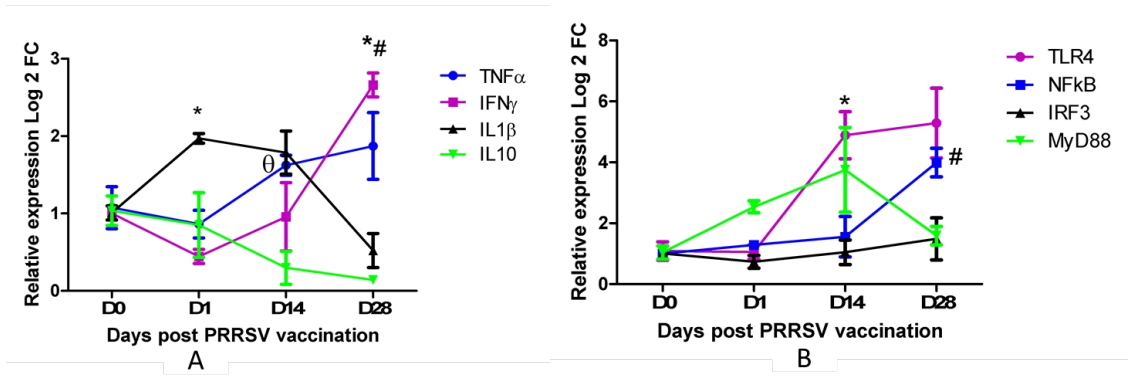 Relative expression Log 2 FC
3
2
1
0
*
θ
*#
D0 D1 D14 D28
Days post PRRSV vaccination
A
TNFα
IFNγ
IL1β
IL10
Relative expression Log 2 FC
8
6
4
2
0
*
#
D0 D1 D14 D28
Days post PRRSV vaccination
B
TLR4
NFkB
IRF3
MyD88